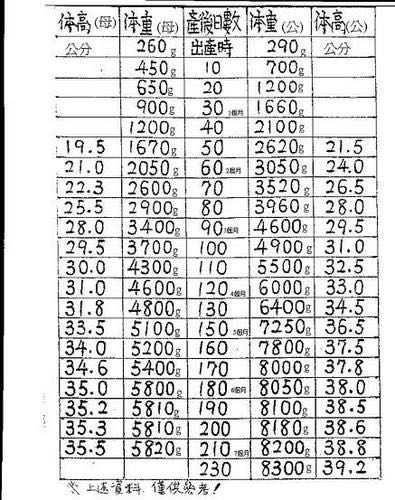 体高(母) 体重(母) 產後日數 体重(公) 体高(公)
公分 260g 出產時 290g 公分
450g 10 700g
650g 20 1200g
900g 30 1個月 1660g
1200g 40 2100g
19.5 1670g 50 2620g 21.5
21.0 2050g 60 2個月 3050g 24.0
22.3 2600g 70 3520g 26.5
25.5 2900g 80 3960g 28.0
28.0 3400g 90 3個月 4600g 29.5
29.5 3700g 100 4900g 31.0
30.0 4300g 110 5500g 32.5
31.0 4600g 120 4個月 6000g 33.0
31.8 4800g 130 6400g 34.5
33.5 5100g 150 5個月 7250g 36.5
34.0 5200g 160 7800g 37.5
34.6 5400g 170 8000g 37.8
35.0 5800g 180 6個月 8050g 38.0
35.2 5810g 190 8100g 38.5
35.3 5810g 200 8180g 38.6
35.5 5820g 210 7個月 8200g 38.8
230 8300g 39.2
※上述資料.僅供參考!